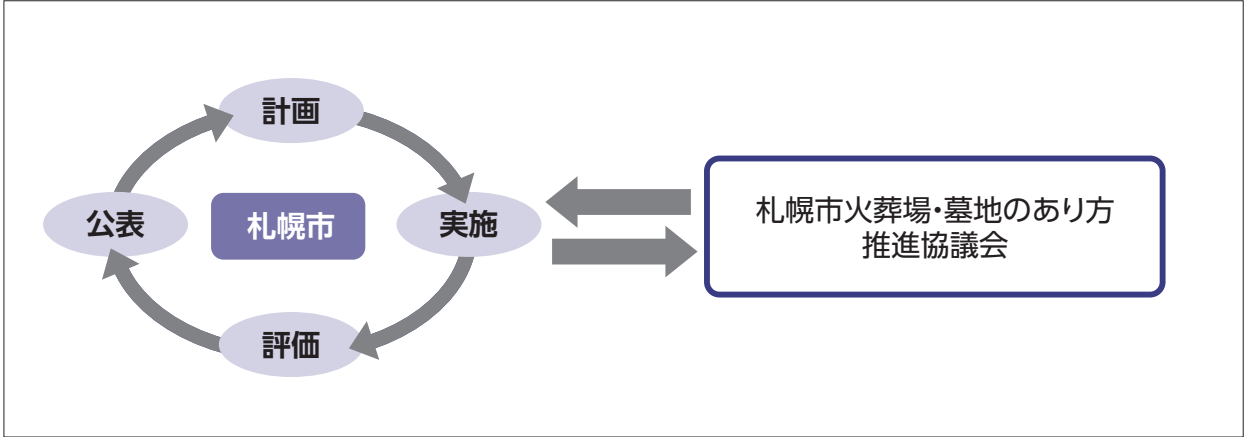 計画
公表
札幌市
実施
評価
札幌市火葬場・墓地のあり方
推進協議会